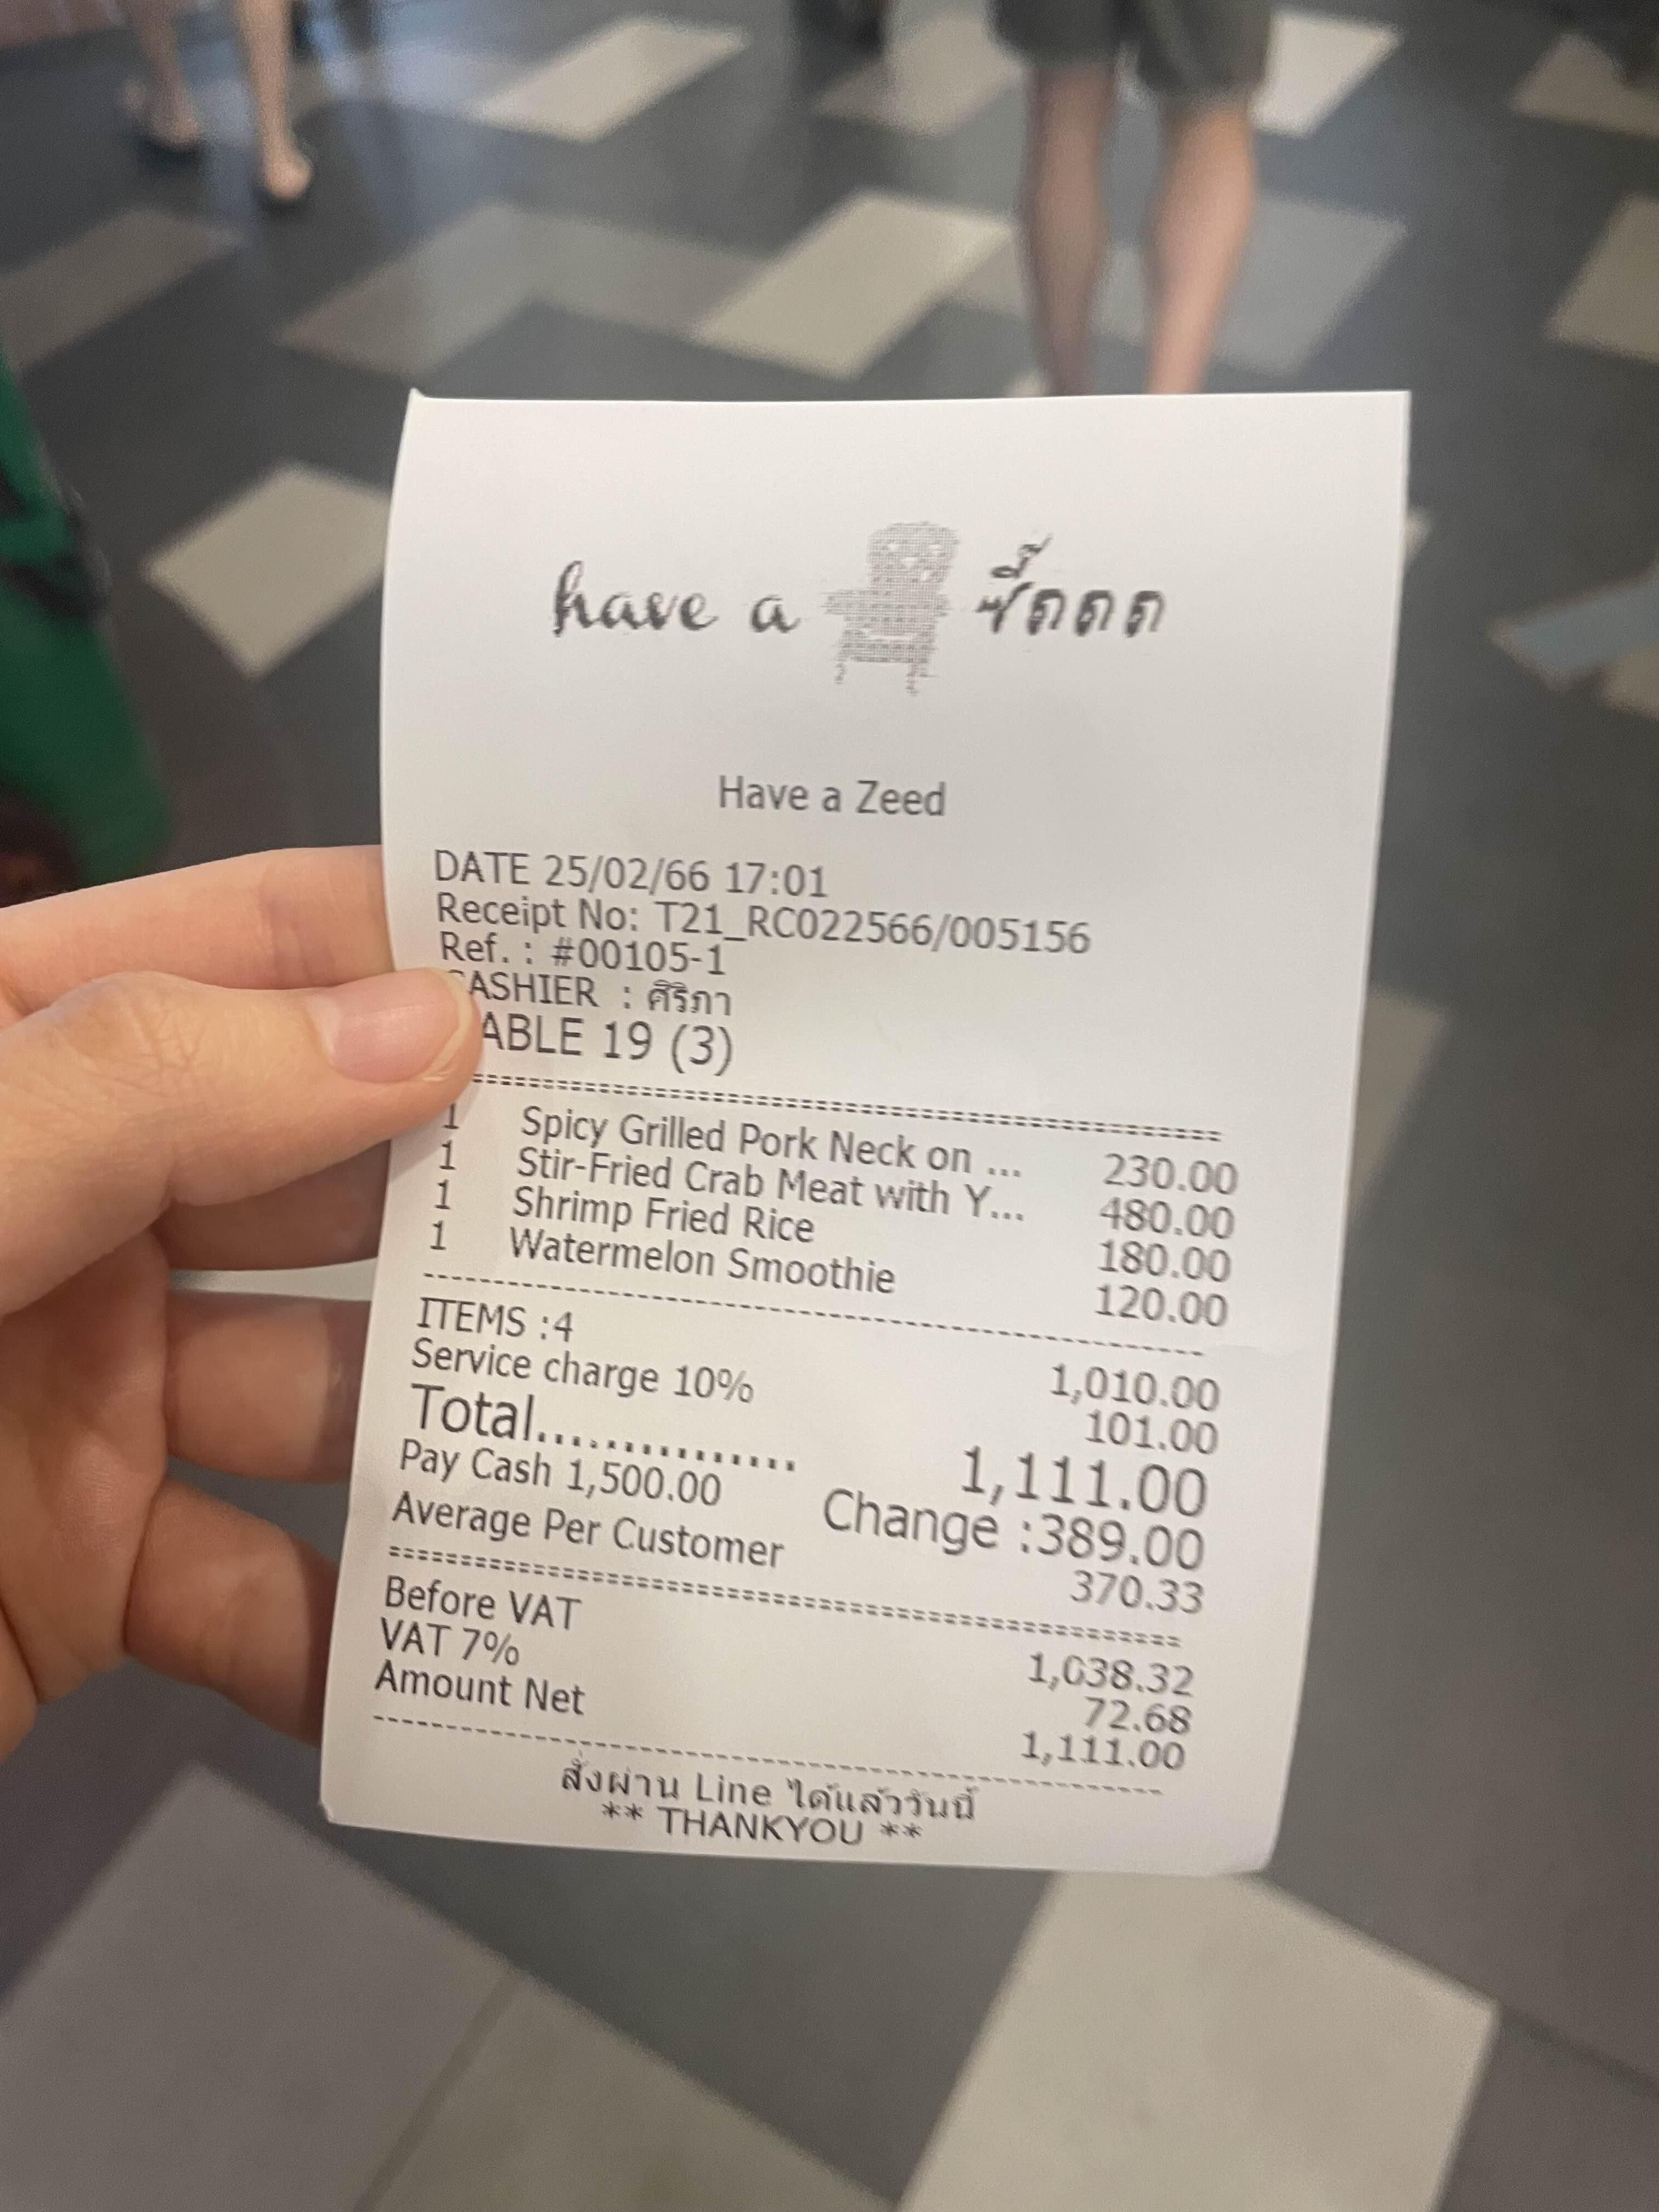 have a ซี๊ดดด
Have a Zeed
DATE 25/02/66 17:01
Receipt No: T21_RC022566/005156
Ref. : #00105-1
CASHIER : ศิริภา
TABLE 19 (3)
1 Spicy Grilled Pork Neck on ... 230.00
1 Stir-Fried Crab Meat with Y... 480.00
1 Shrimp Fried Rice 180.00
1 Watermelon Smoothie 120.00
ITEMS :4 1,010.00
Service charge 10% 101.00
Total............... 1,111.00
Pay Cash 1,500.00 Change :389.00
Average Per Customer 370.33
Before VAT 1,038.32
VAT 7% 72.68
Amount Net 1,111.00
สั่งผ่าน Line ได้แล้ววันนี้
** THANKYOU **